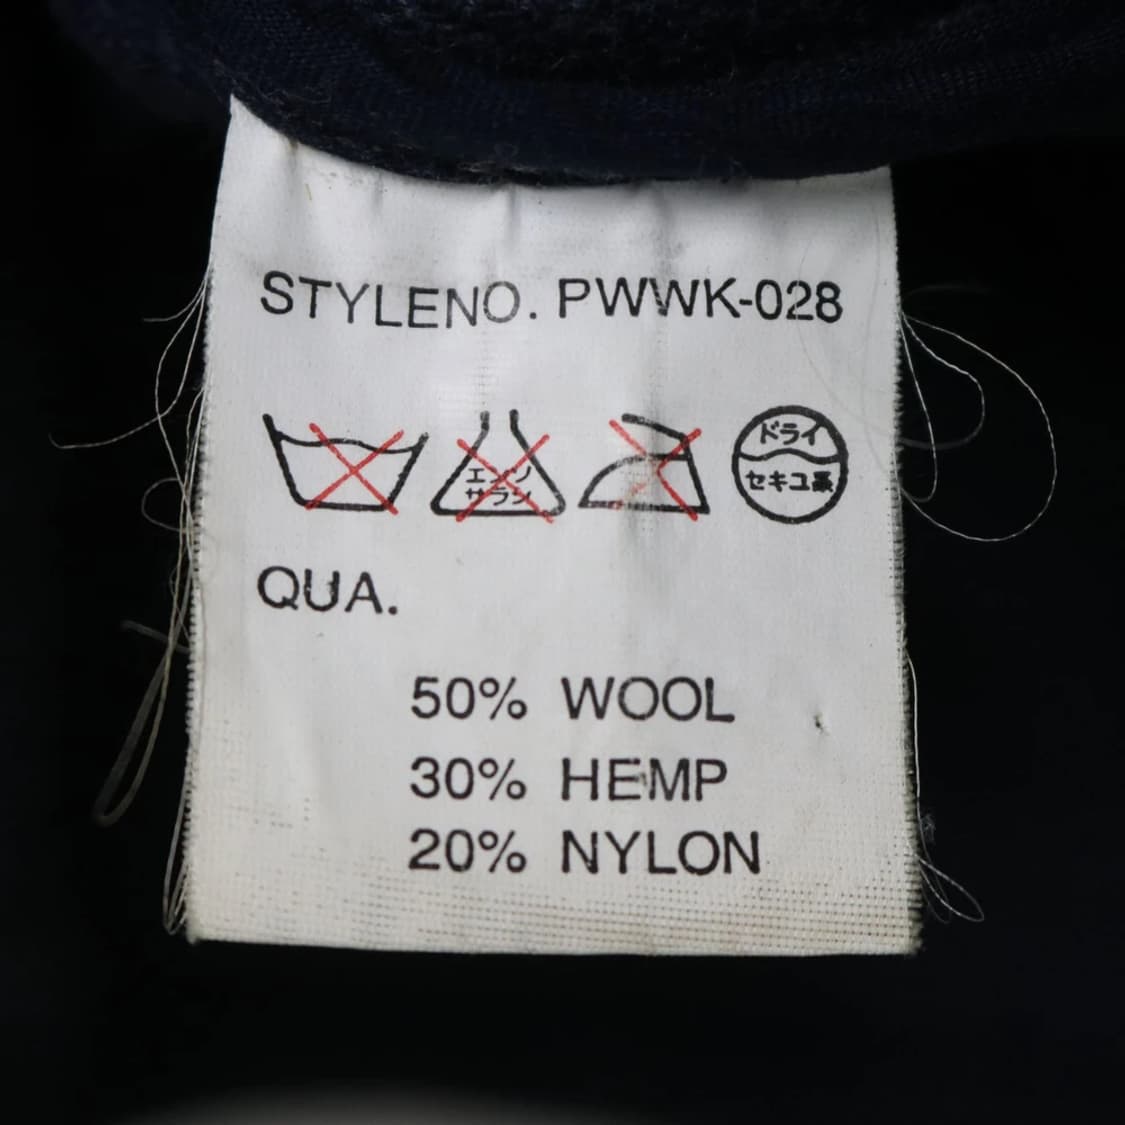 STYLENO. PWWK-028
エンソ
サラシ
ドライ
セキユ系
QUA.
50% WOOL
30% HEMP
20% NYLON